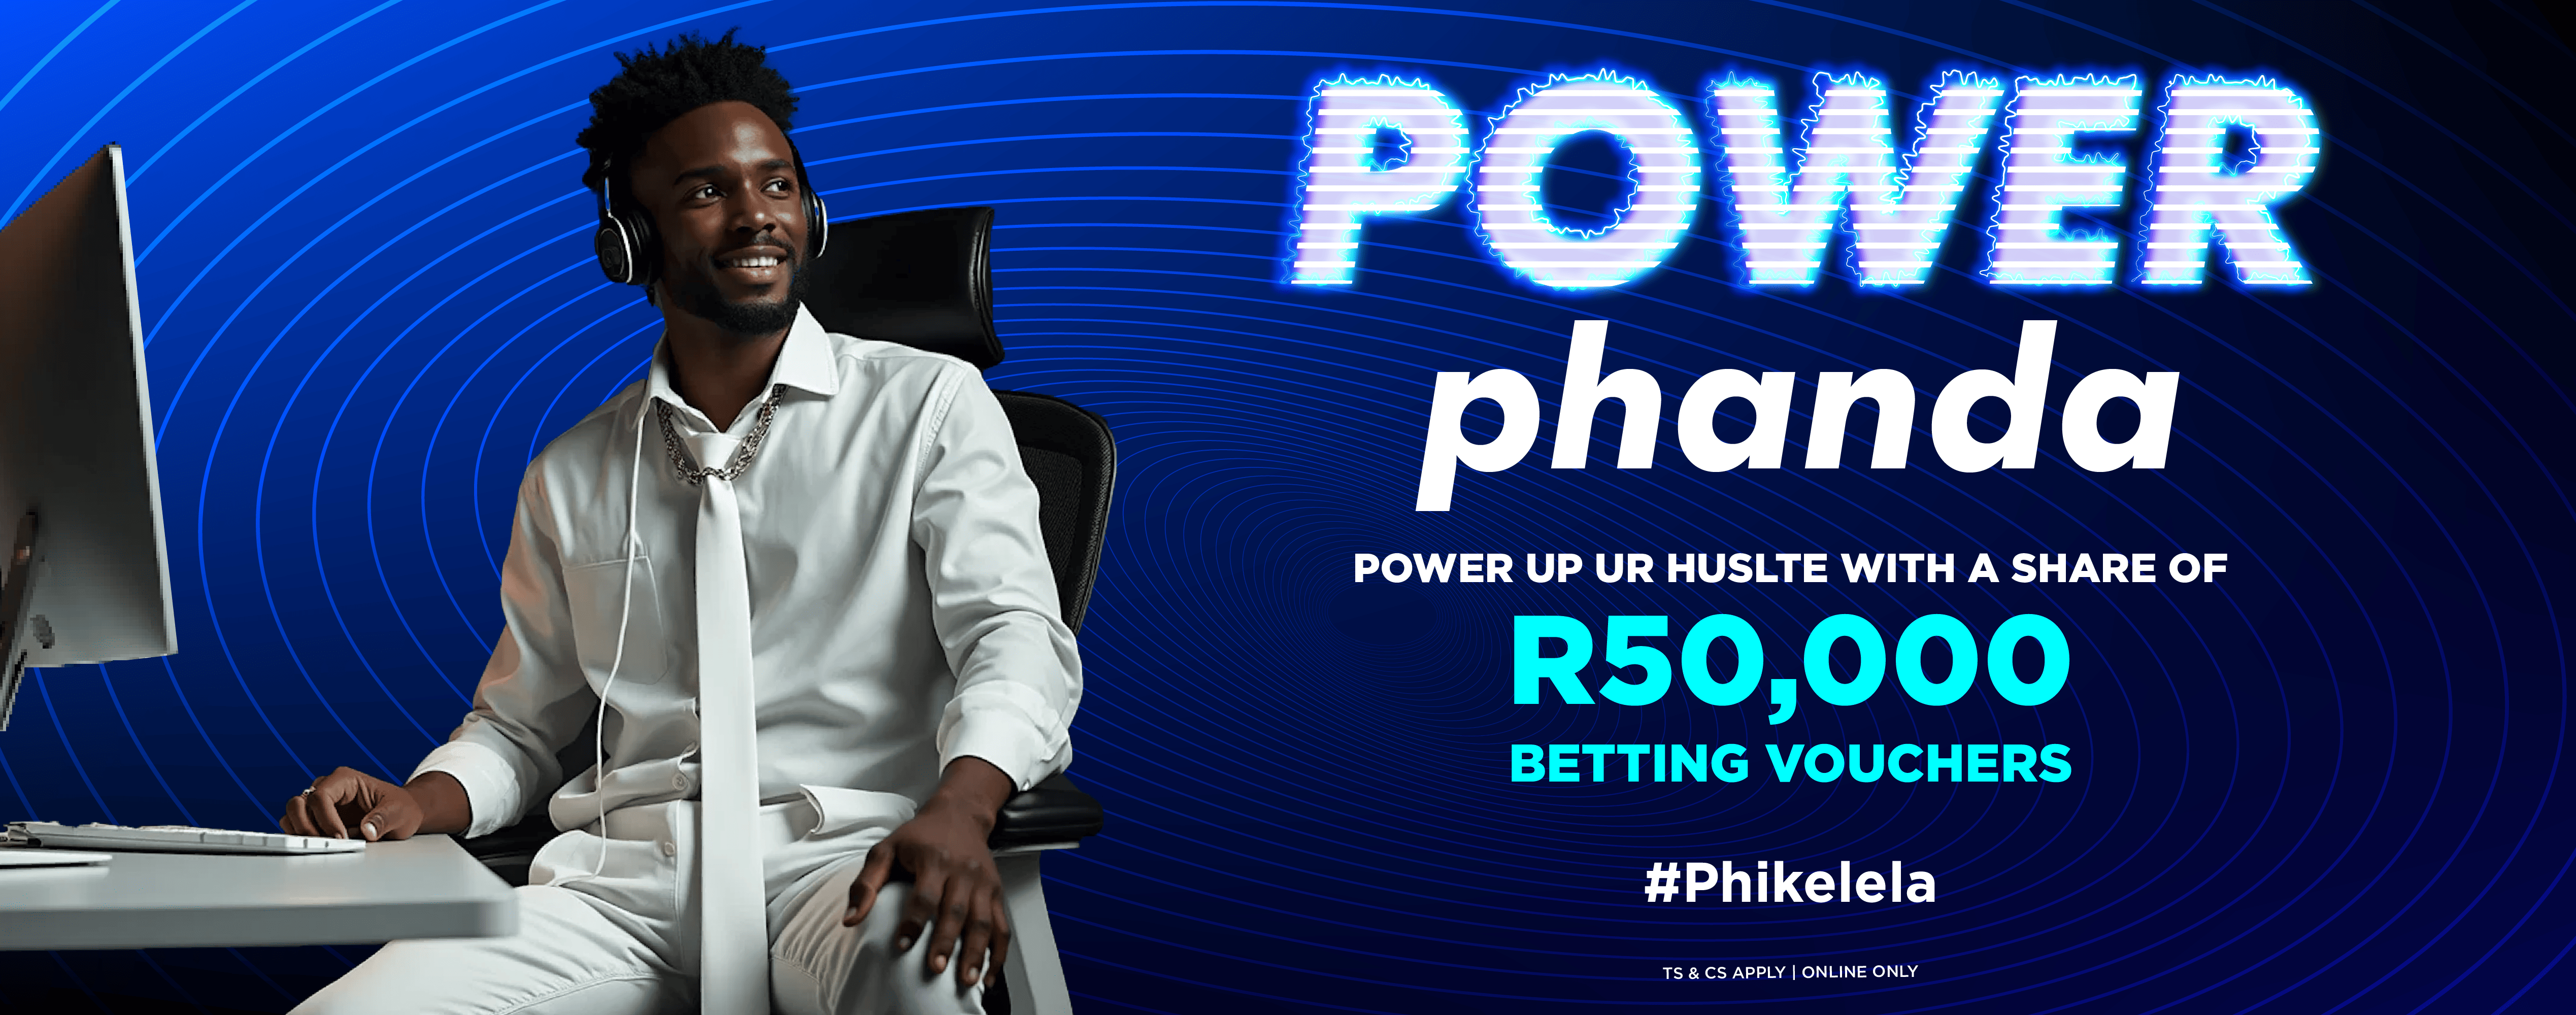 POWER
phanda
POWER UP UR HUSLTE WITH A SHARE OF
R50,000
BETTING VOUCHERS
#Phikelela
TS & CS APPLY | ONLINE ONLY